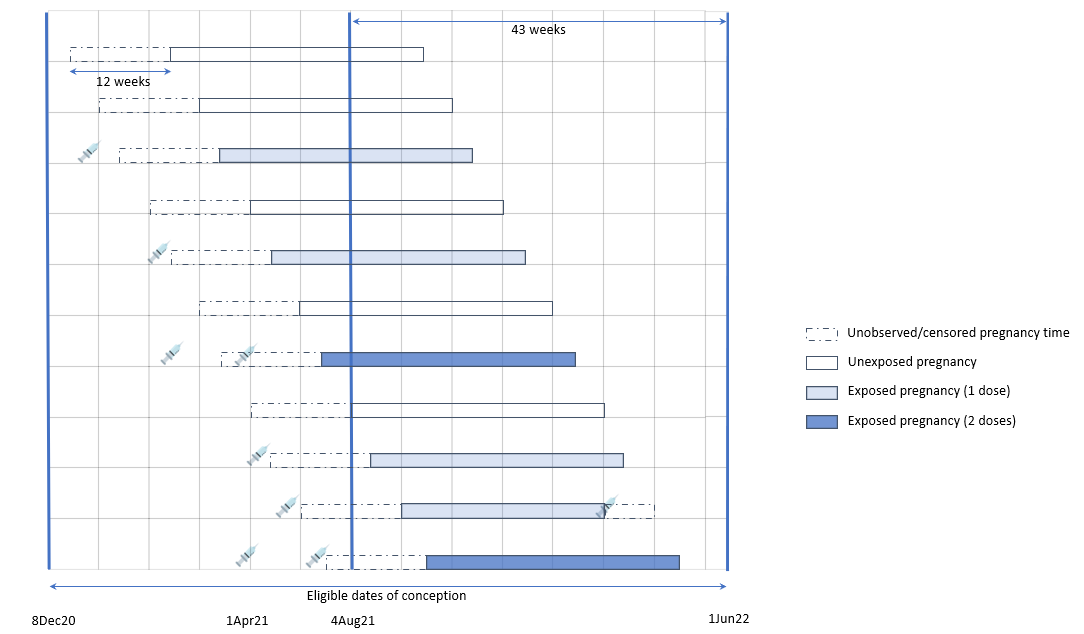 43 weeks
12 weeks
Unobserved/censored pregnancy time
Unexposed pregnancy
Exposed pregnancy (1 dose)
Exposed pregnancy (2 doses)
Eligible dates of conception
8Dec20
1Apr21
4Aug21
1Jun22